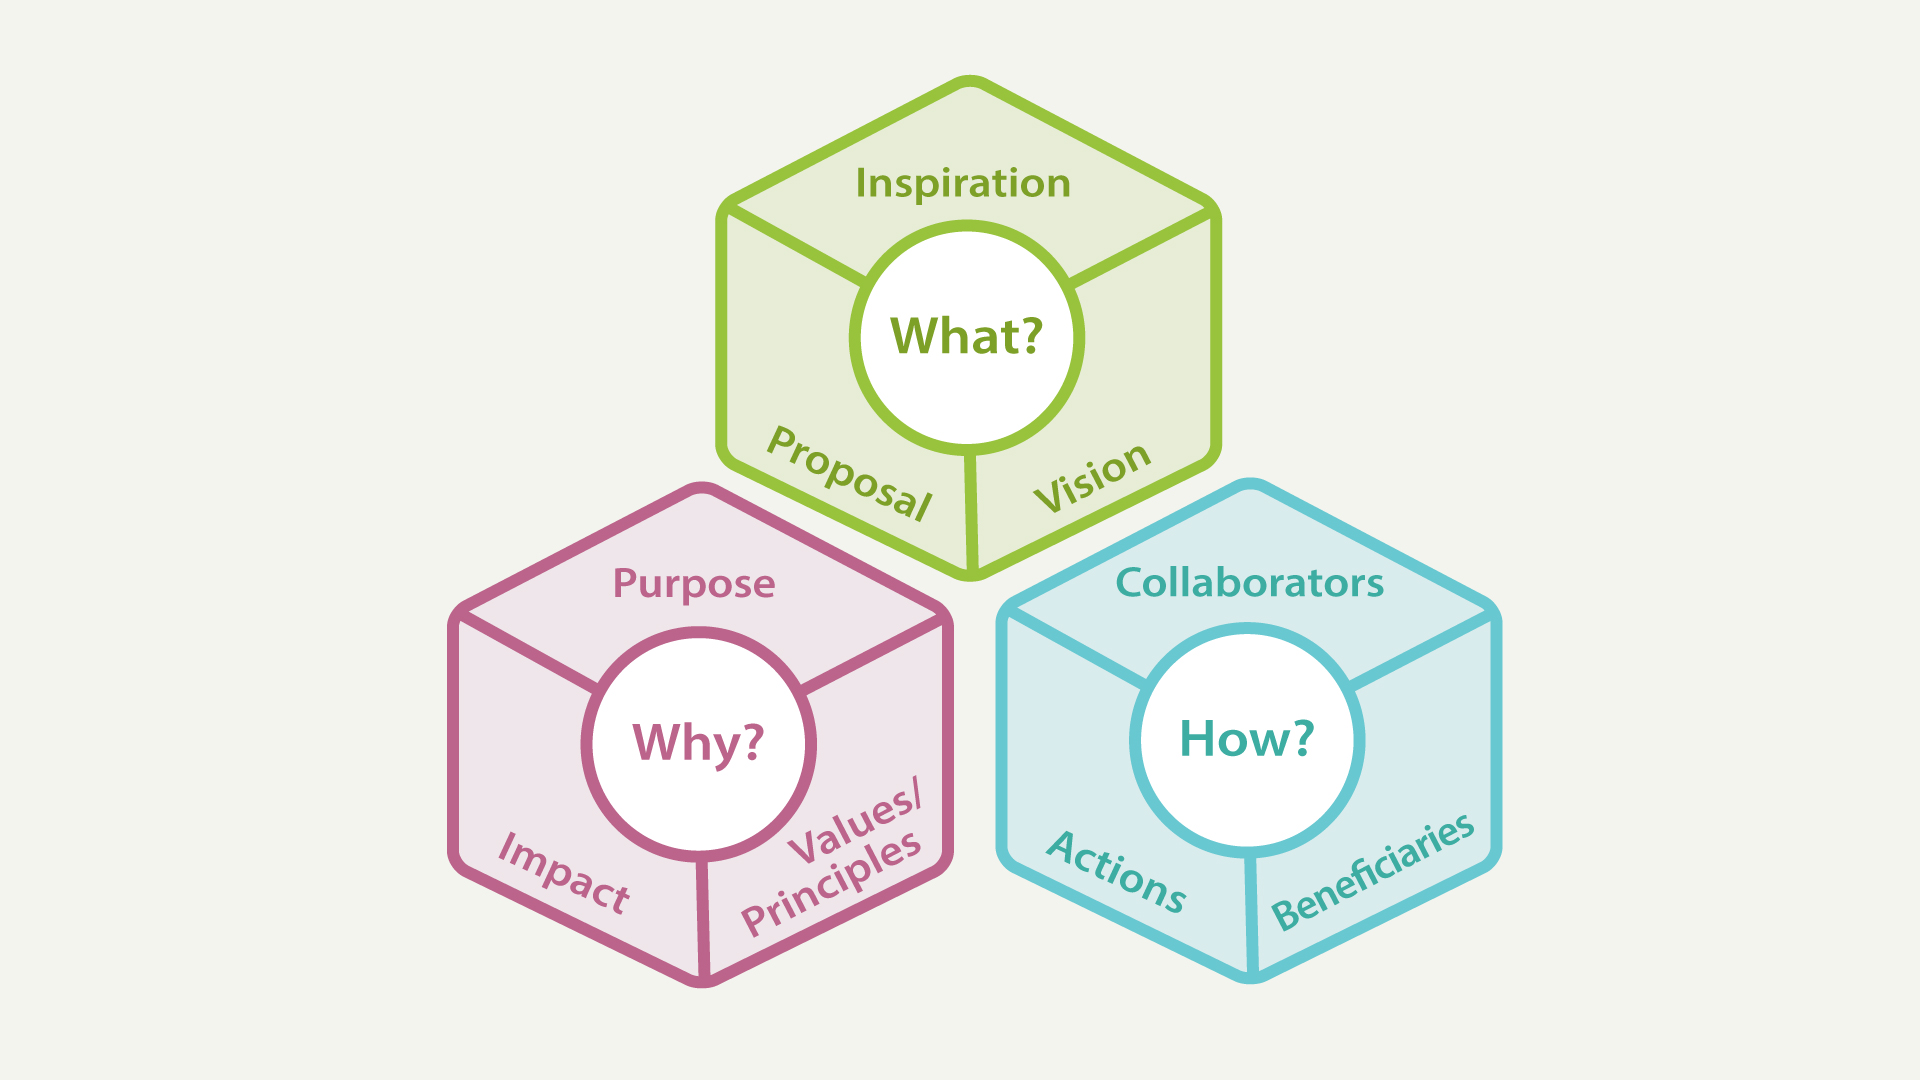 Inspiration
What?
Proposal
Vision
Purpose
Why?
Impact
Values/
Principles
Collaborators
How?
Actions
Beneficiaries